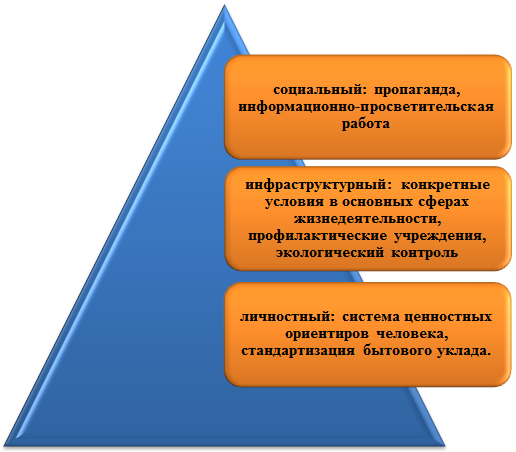 социальный: пропаганда,
информационно-просветительская
работа
инфраструктурный: конкретные
условия в основных сферах
жизнедеятельности,
профилактические учреждения,
экологический контроль
личностный: система ценностных
ориентиров человека,
стандартизация бытового уклада.